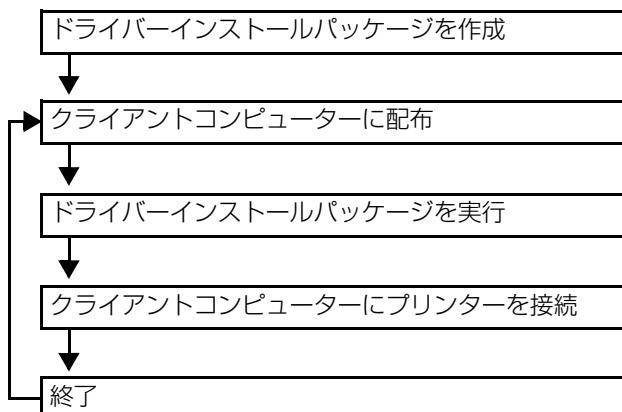 ドライバーインストールパッケージを作成
クライアントコンピューターに配布
ドライバーインストールパッケージを実行
クライアントコンピューターにプリンターを接続
終了